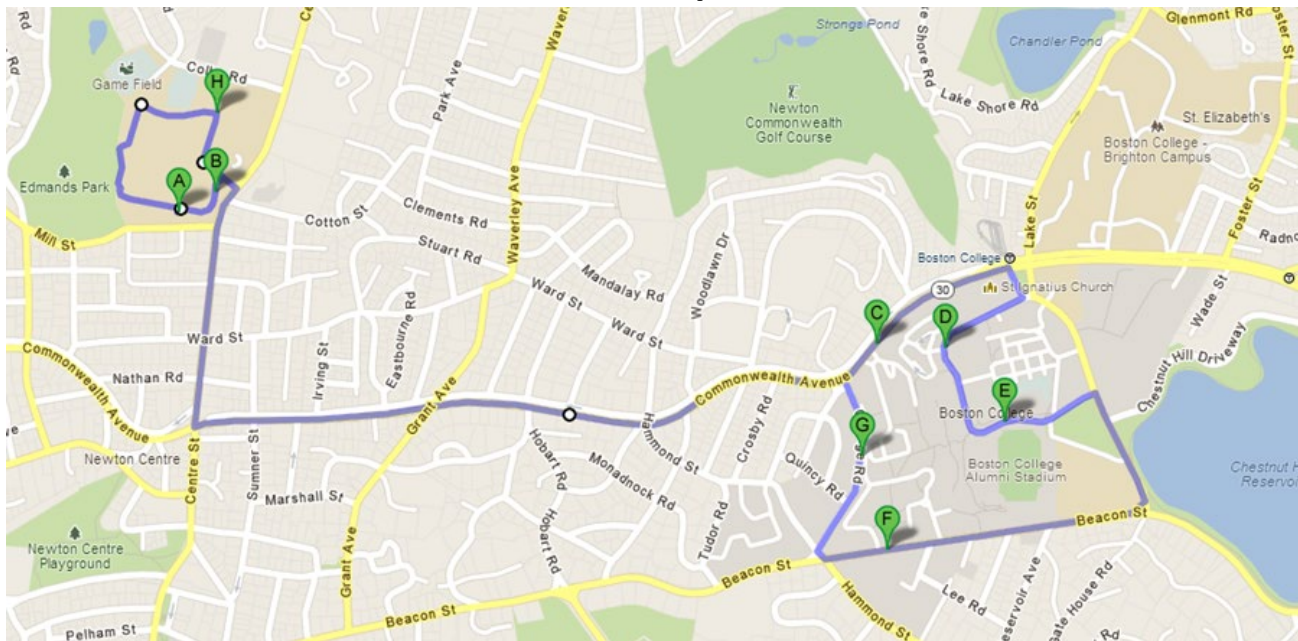 Strongs Pond
Chandler Pond
Glenmont Rd
Foster St
Lake Shore Rd
Lake Shore Rd
Game Field
H
Park Ave
Newton
Commonwealth
Golf Course
St. Elizabeth's
Boston College -
Brighton Campus
B
A
Edmands Park
Waverley Ave
Cotton St
Clements Rd
Mill St
Stuart Rd
Mandalay Rd
Woodlawn Dr
Lake St
Foster St
Boston College
30
St Ignatius Church
Ward St
Ward St
Ward St
Eastbourne Rd
Irving St
C
D
Wade St
Chestnut Hill Driveway
Commonwealth Avenue
Nathan Rd
Grant Ave
Commonwealth Avenue
E
Boston College
Newton Centre
Centre St
Sumner St
Marshall St
Hobart Rd
Monadnock Rd
Hammond St
Crosby Rd
Quincy Rd
G
Boston College
Alumni Stadium
Newton Centre
Playground
Grant Ave
Hobart Rd
Tudor Rd
F
Beacon St
Beacon St
Beacon St
Hammond St
Lee Rd
Pelham St